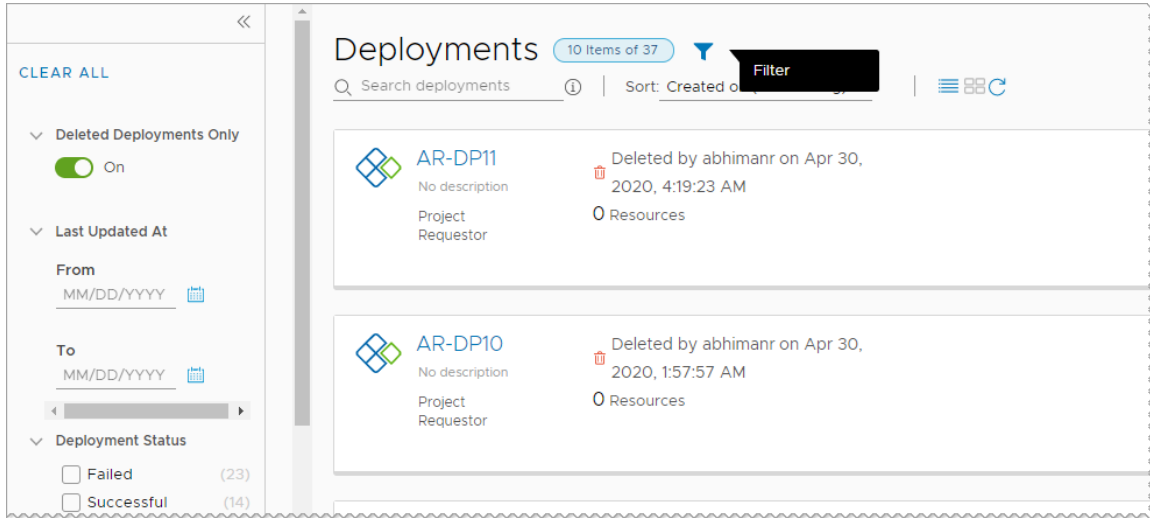 CLEAR ALL
Deleted Deployments Only
On
Last Updated At
From
MM/DD/YYYY
To
MM/DD/YYYY
Deployment Status
Failed (23)
Successful (14)
Deployments 10 Items of 37
Filter
Search deployments Sort: Created
AR-DP11
No description
Project
Requestor
Deleted by abhimanr on Apr 30,
2020, 4:19:23 AM
0 Resources
AR-DP10
No description
Project
Requestor
Deleted by abhimanr on Apr 30,
2020, 1:57:57 AM
0 Resources